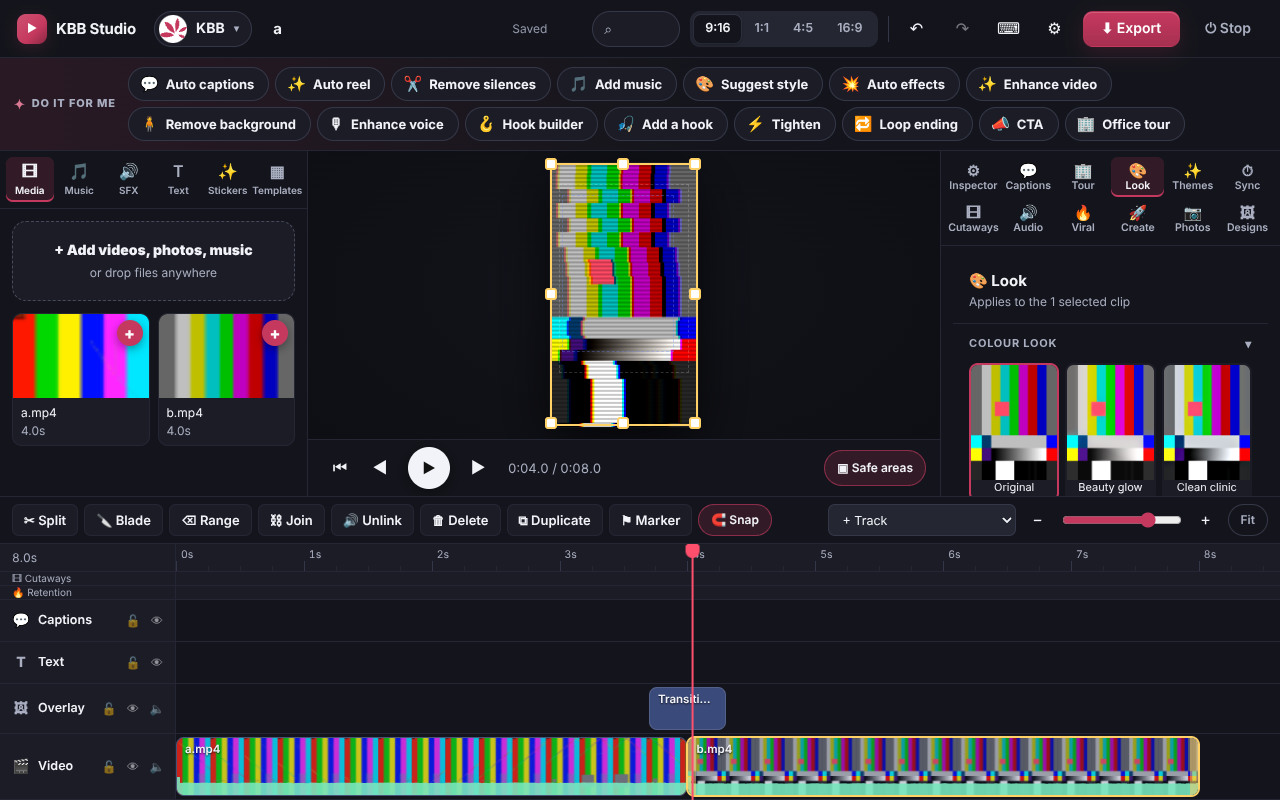 KBB Studio
KBB
a
Saved
9:16
1:1
4:5
16:9
Export
Stop
DO IT FOR ME
Auto captions
Auto reel
Remove silences
Add music
Suggest style
Auto effects
Enhance video
Remove background
Enhance voice
Hook builder
Add a hook
Tighten
Loop ending
CTA
Office tour
Media
Music
SFX
Text
Stickers
Templates
+ Add videos, photos, music
or drop files anywhere
a.mp4
4.0s
b.mp4
4.0s
0:04.0 / 0:08.0
Safe areas
Inspector
Captions
Tour
Look
Themes
Sync
Cutaways
Audio
Viral
Create
Photos
Designs
Look
Applies to the 1 selected clip
COLOUR LOOK
Original
Beauty glow
Clean clinic
Split
Blade
Range
Join
Unlink
Delete
Duplicate
Marker
Snap
+ Track
Fit
8.0s
0s
1s
2s
3s
5s
6s
7s
8s
Cutaways
Retention
Captions
Text
Overlay
Transiti...
Video
a.mp4
b.mp4